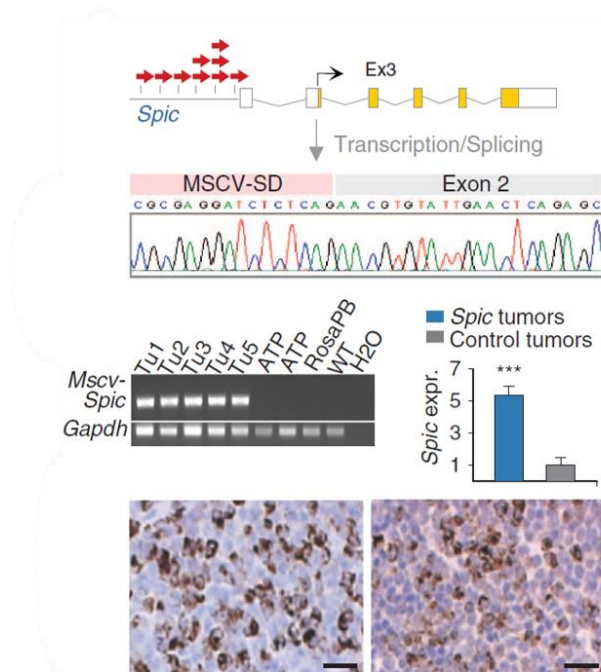 Ex3
Spic
Transcription/Splicing
MSCV-SD Exon 2
C G C G A G G A T C T C T C A G A A C G T G T A T T G A A C T C A G A G C
Tu1 Tu2 Tu3 Tu4 Tu5 ATP ATP RosaPB WT H2O
Mscv-
Spic
Gapdh
Spic tumors
Control tumors
Spic expr.
7
5
3
1
***